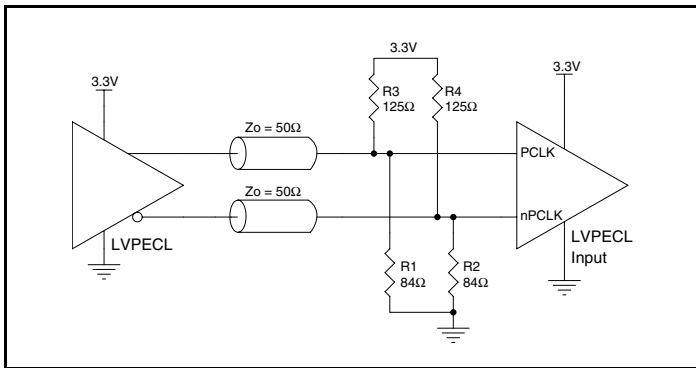 3.3V
3.3V
3.3V
R3
125Ω
R4
125Ω
Zo = 50Ω
PCLK
Zo = 50Ω
nPCLK
LVPECL
LVPECL
Input
R1
84Ω
R2
84Ω